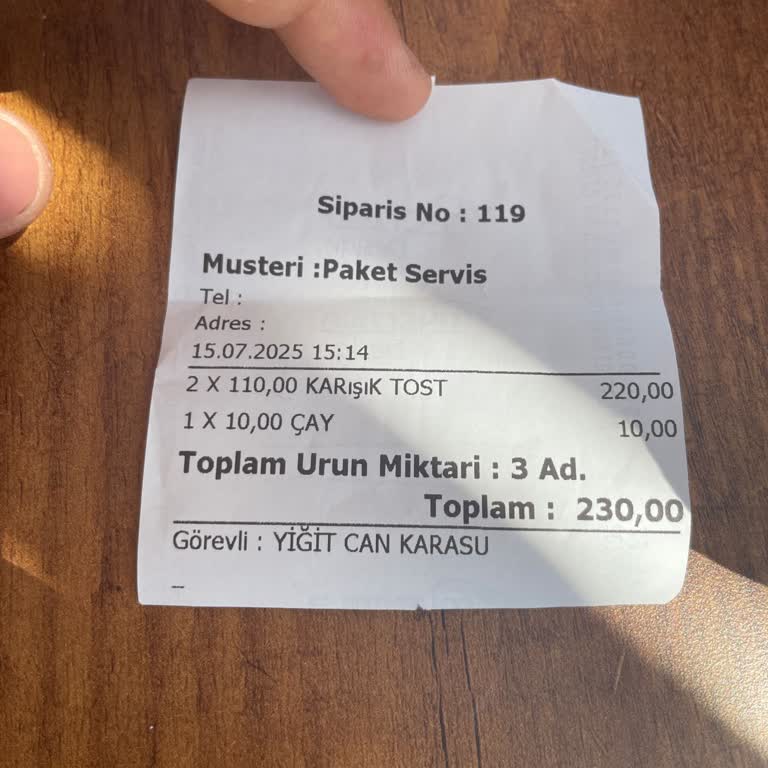 Siparis No : 119
Musteri :Paket Servis
Tel :
Adres :
15.07.2025 15:14
2 X 110,00 KARışıK TOST 220,00
1 X 10,00 ÇAY 10,00
Toplam Urun Miktari : 3 Ad.
Toplam : 230,00
Görevli : YİĞİT CAN KARASU
_